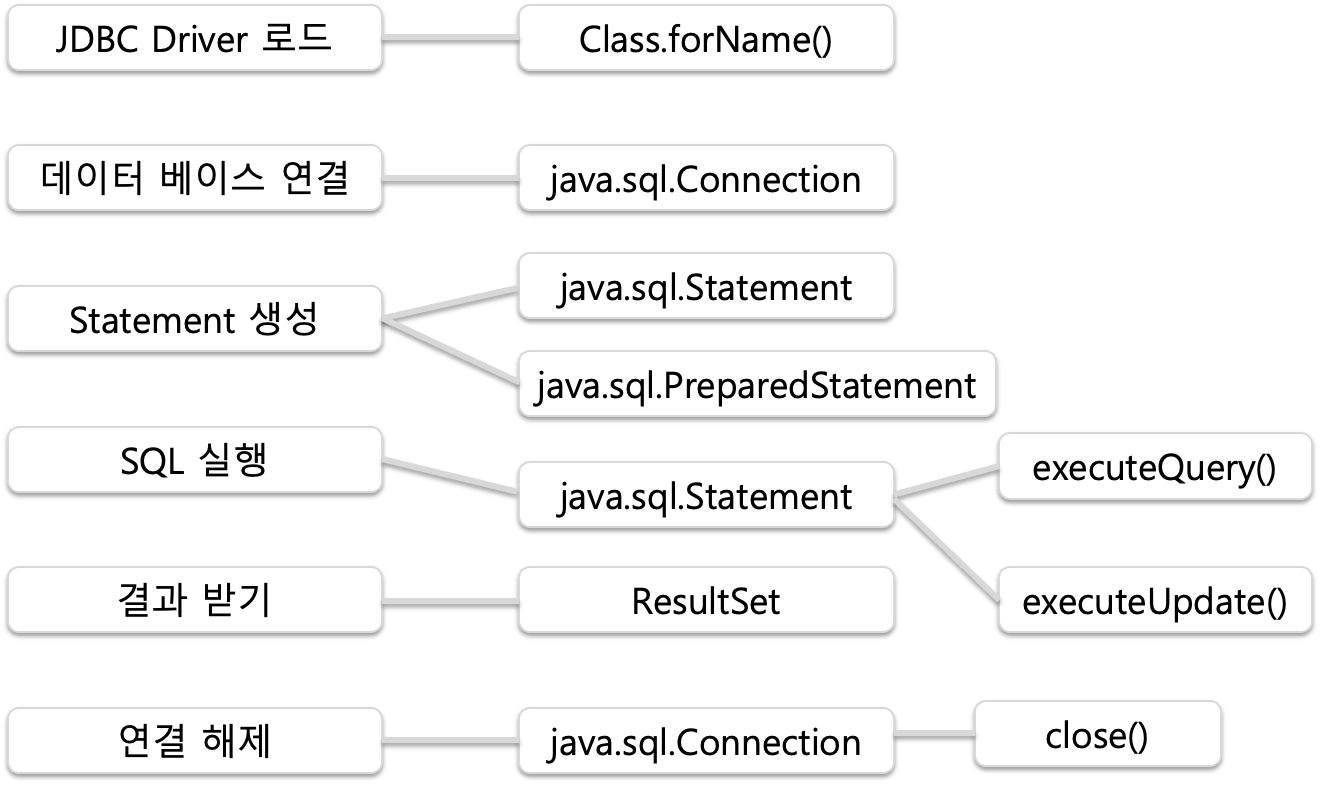 JDBC Driver 로드
Class.forName()
데이터 베이스 연결
java.sql.Connection
Statement 생성
java.sql.Statement
java.sql.PreparedStatement
SQL 실행
java.sql.Statement
executeQuery()
executeUpdate()
결과 받기
ResultSet
연결 해제
java.sql.Connection
close()